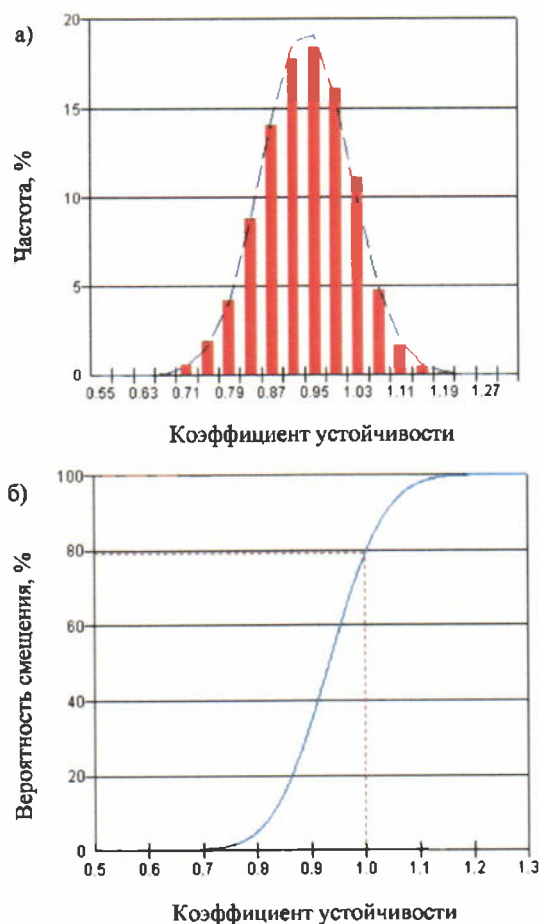 а)
Частота, %
20
15
10
5
0
0.55 0.63 0.71 0.79 0.87 0.95 1.03 1.11 1.19 1.27
Коэффициент устойчивости
б)
Вероятность смещения, %
100
80
60
40
20
0
0.5 0.6 0.7 0.8 0.9 1.0 1.1 1.2 1.3
Коэффициент устойчивости